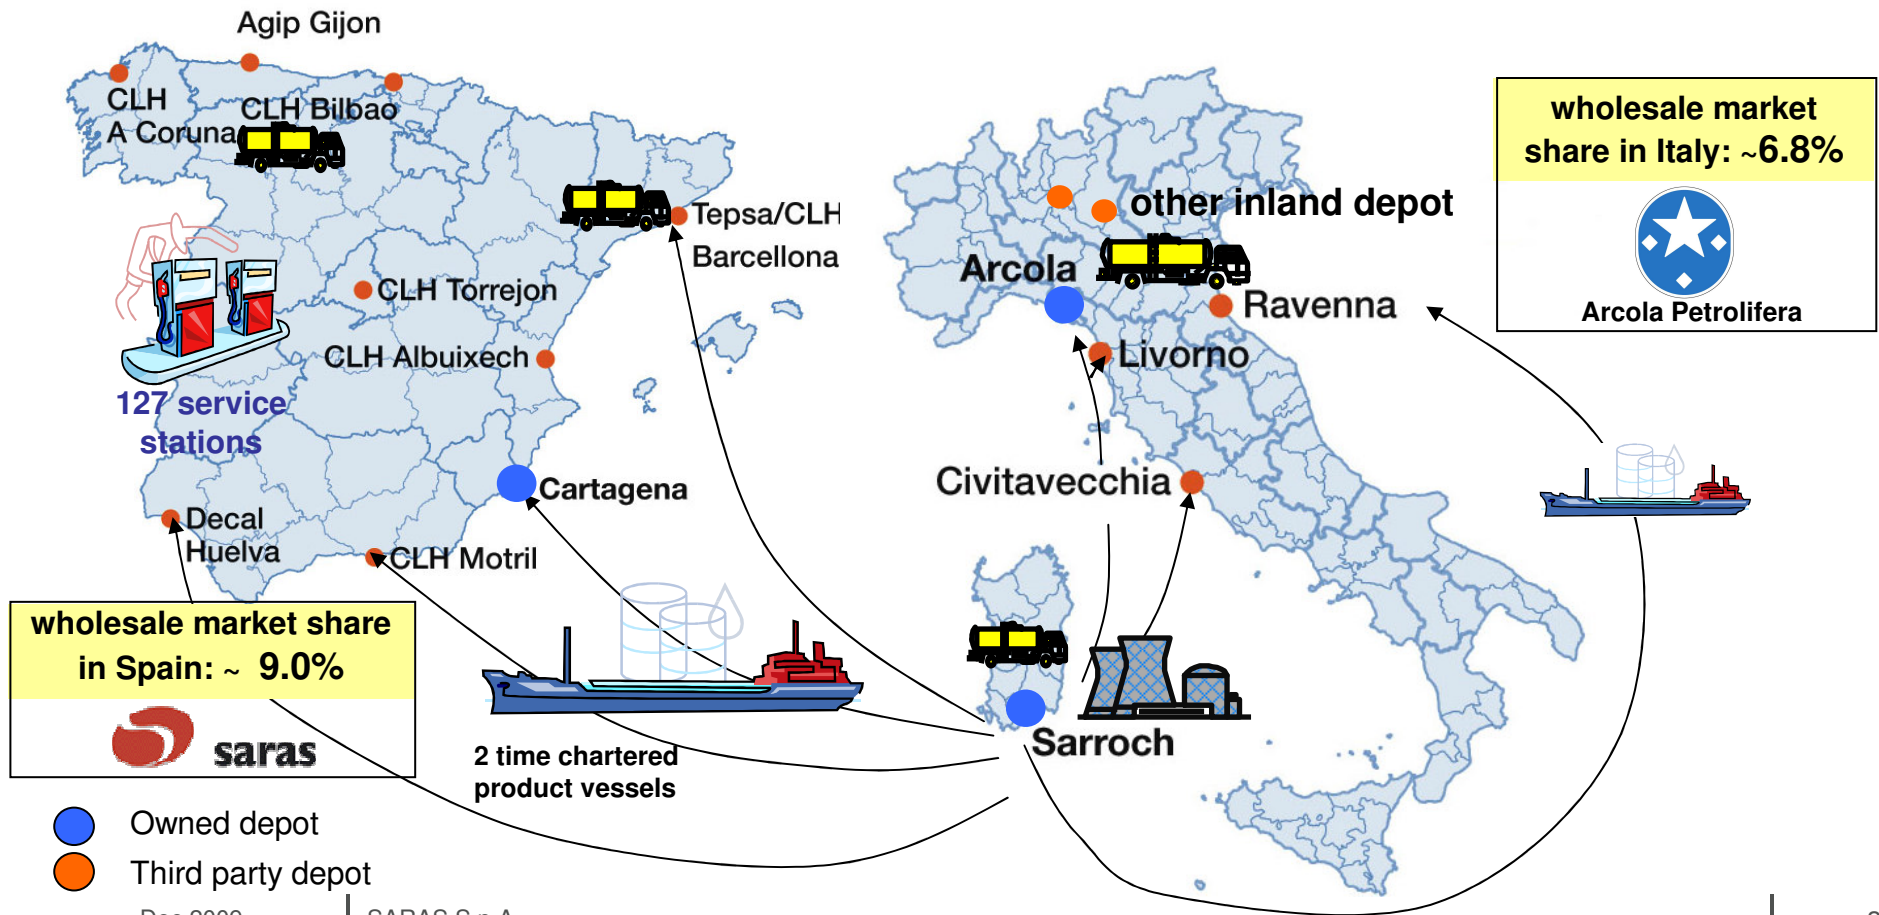 Agip Gijon
CLH
A Coruna
CLH Bilbao
Tepsa/CLH
Barcellona
CLH Torrejon
CLH Albuixech
127 service
stations
Cartagena
Decal
Huelva
CLH Motril
wholesale market share
in Spain: ~ 9.0%
saras
2 time chartered
product vessels
Owned depot
Third party depot
other inland depot
Arcola
Ravenna
Livorno
Civitavecchia
Sarroch
wholesale market
share in Italy: ~6.8%
Arcola Petrolifera
SARAS S.p.A.